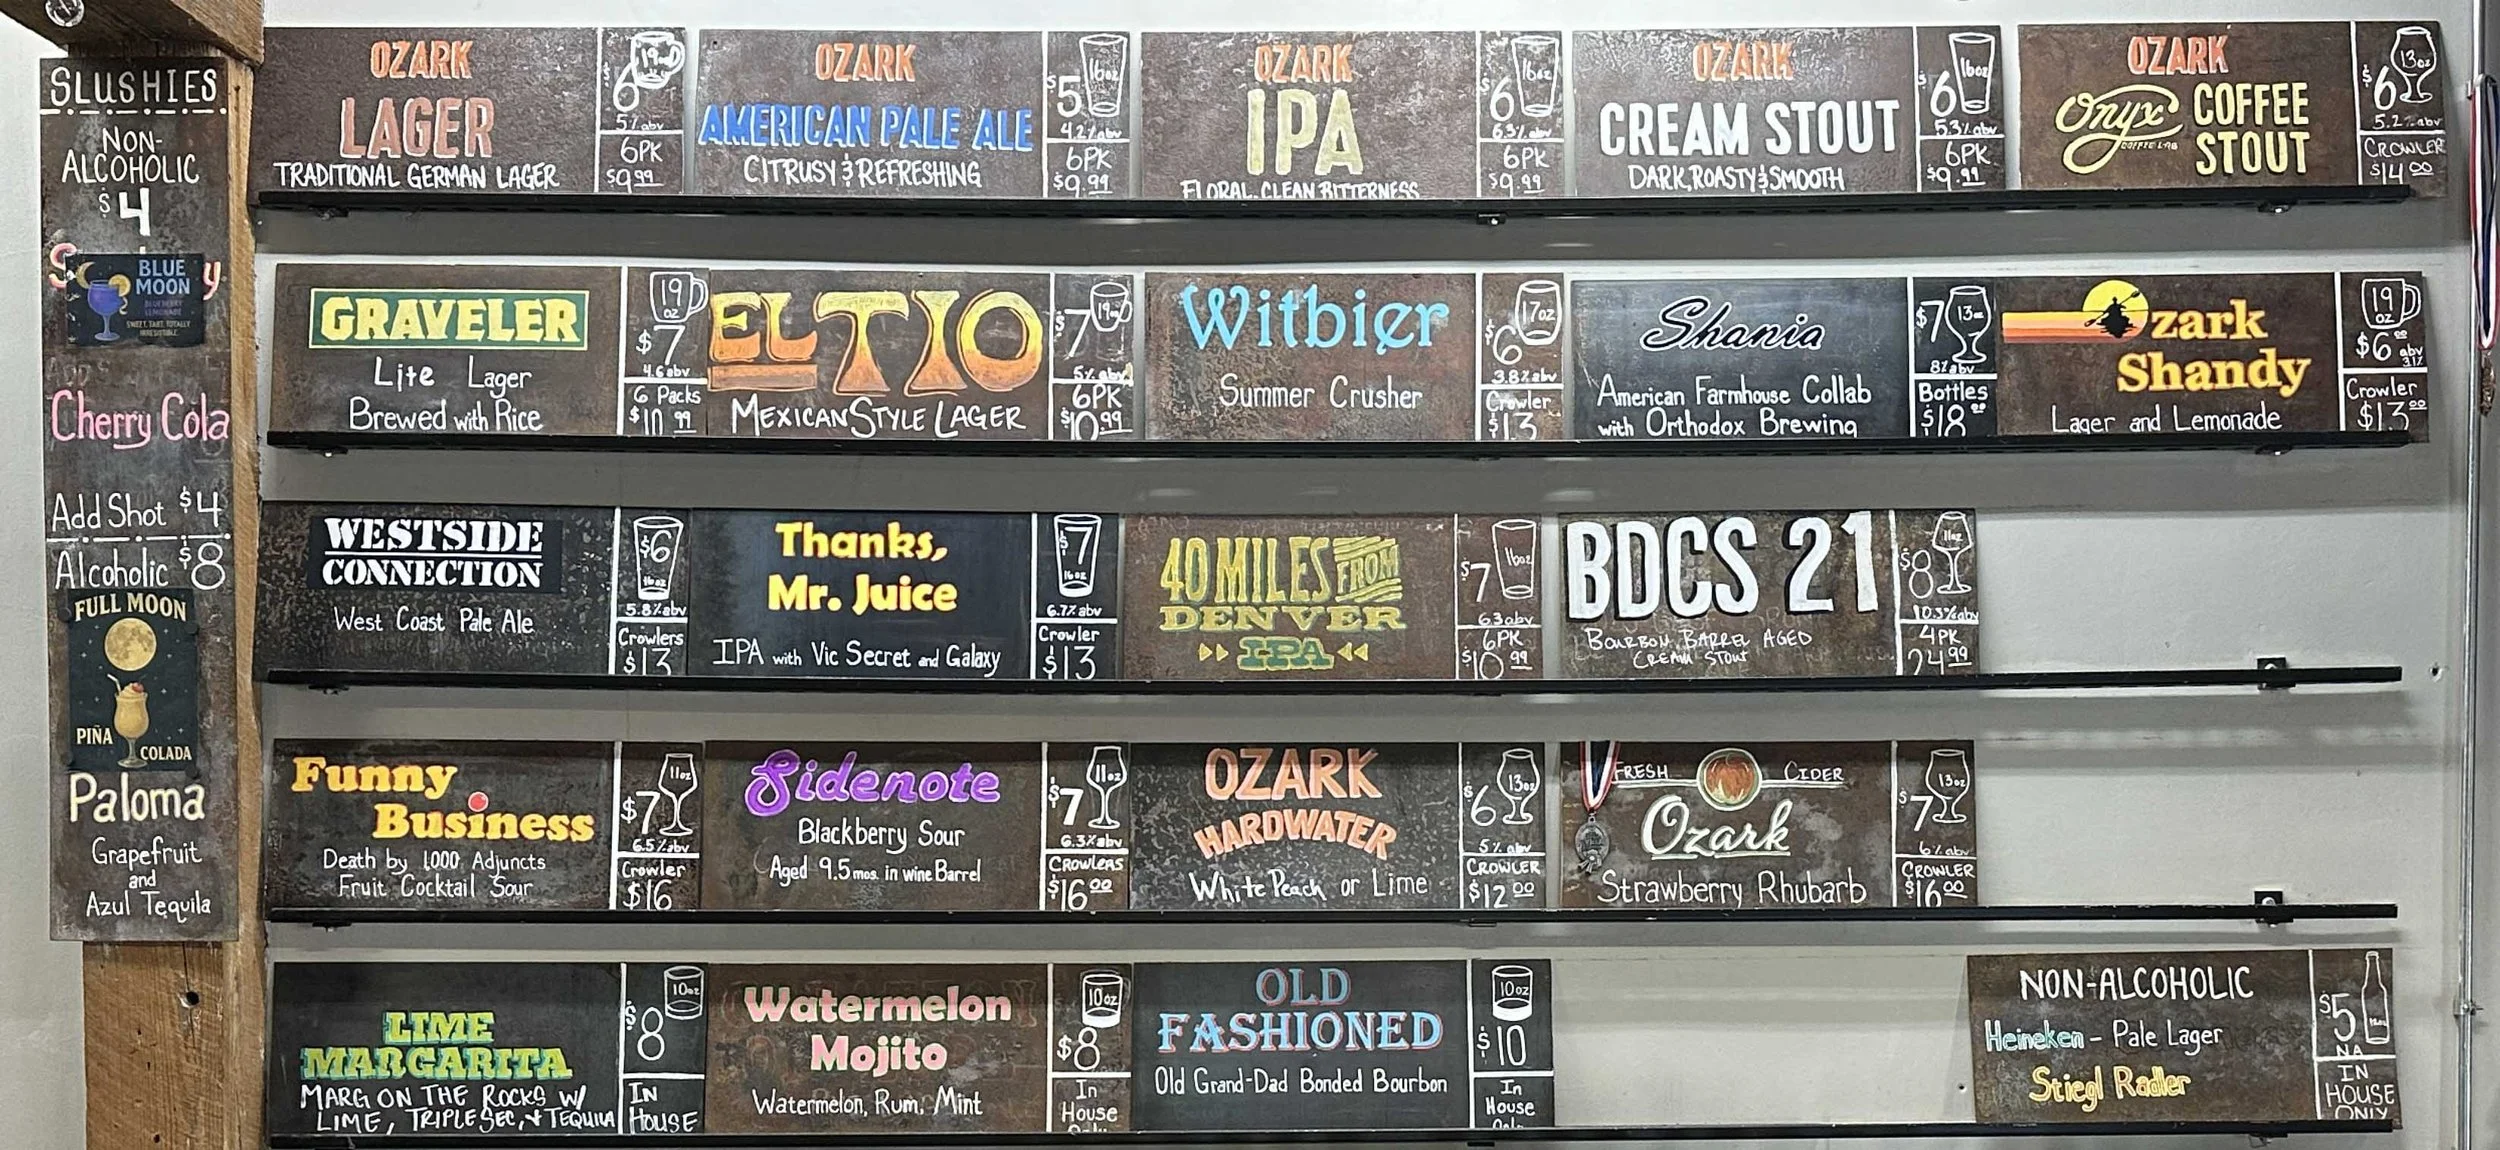 SLUSHIES
NON-
ALCOHOLIC
$4
BLUE
MOON
BLUEBERRY
LEMONADE
SWEET, TART, TOTALLY
IRRESISTIBLE.
Cherry Cola
Add Shot $4
Alcoholic $8
FULL MOON
PIÑA
COLADA
Paloma
Grapefruit
and
Azul Tequila
OZARK
LAGER
TRADITIONAL GERMAN LAGER
$6 19oz
5% abv
6PK
$9.99
OZARK
AMERICAN PALE ALE
CITRUSY & REFRESHING
$5 16oz
4.2% abv
6PK
$9.99
OZARK
IPA
FLORAL, CLEAN BITTERNESS
$6 16oz
6.3% abv
6PK
$9.99
OZARK
CREAM STOUT
DARK, ROASTY & SMOOTH
$6 16oz
5.3% abv
6PK
$9.99
OZARK
Onyx COFFEE
COFFEE LAB
STOUT
$6 13oz
5.2% abv
CROWLER
$14.00
GRAVELER
Lite Lager
Brewed with Rice
19
oz
$7
4.6 abv
6 Packs
$10.99
EL TIO
MEXICAN STYLE LAGER
$7 19oz
5% abv
6PK
$10.99
Witbier
Summer Crusher
$6 17oz
3.8% abv
Crowler
$13
Shania
American Farmhouse Collab
with Orthodox Brewing
$7 13oz
8% abv
Bottles
$18.00
Ozark
Shandy
Lager and Lemonade
19
oz
$6.00 abv
3.1%
Crowler
$13.00
WESTSIDE
CONNECTION
West Coast Pale Ale
$6
16oz
5.8% abv
Crowlers
$13
Thanks,
Mr. Juice
IPA with Vic Secret and Galaxy
$7
16oz
6.7% abv
Crowler
$13
40 MILES FROM
DENVER
IPA
$7 16oz
6.3 abv
6PK
$10.99
BDCS 21
BOURBON BARREL AGED
CREAM STOUT
$8 11oz
10.3% abv
4PK
24.99
Funny
Business
Death by 1,000 Adjuncts
Fruit Cocktail Sour
$7 11oz
6.5% abv
Crowler
$16
Sidenote
Blackberry Sour
Aged 9.5 mos. in wine Barrel
$7 11oz
6.3% abv
CROWLERS
$16.00
OZARK
HARDWATER
White Peach or Lime
$6 13oz
5% abv
CROWLER
$12.00
FRESH CIDER
Ozark
Strawberry Rhubarb
$7 13oz
6% abv
CROWLER
$16.00
LIME
MARGARITA
MARG ON THE ROCKS W/
LIME, TRIPLE SEC, & TEQUILA
$8 10oz
IN
HOUSE
Watermelon
Mojito
Watermelon, Rum, Mint
$8 10oz
In
House
Only
OLD
FASHIONED
Old Grand-Dad Bonded Bourbon
$10 10oz
In
House
Only
NON-ALCOHOLIC
Heineken - Pale Lager
Stiegl Radler
$5
NA
IN
HOUSE
ONLY